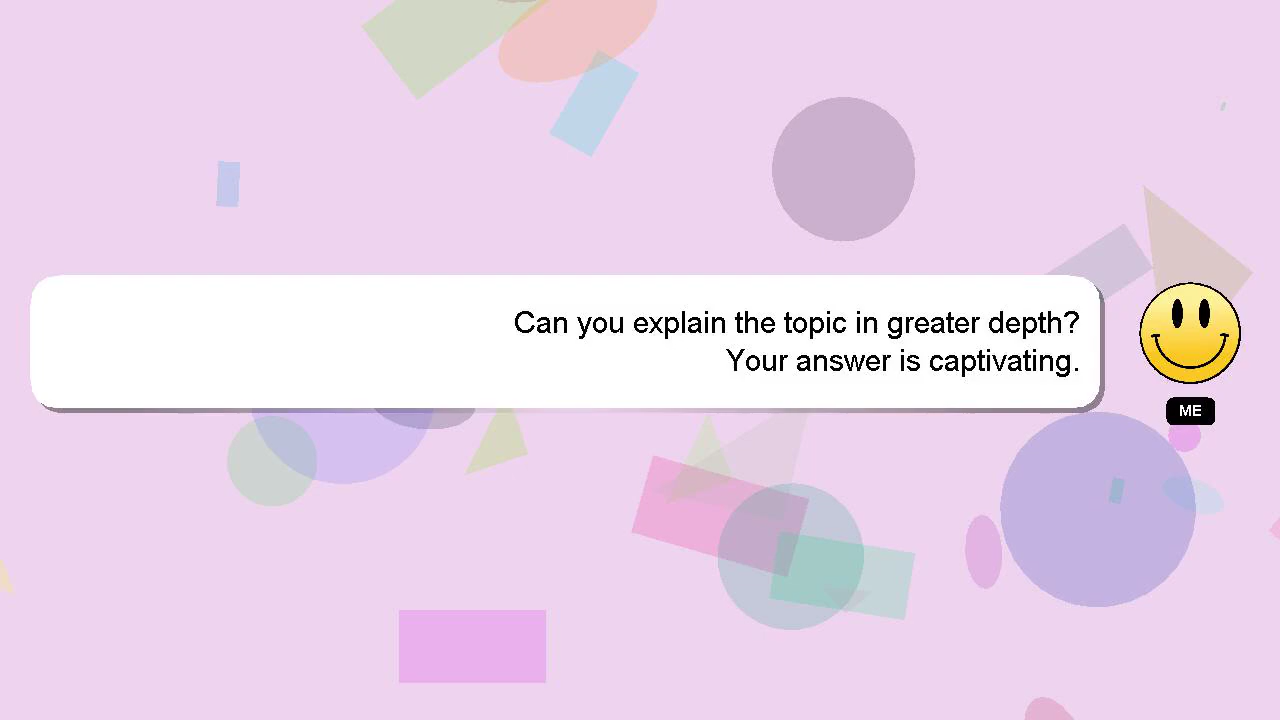 Can you explain the topic in greater depth?
Your answer is captivating.
ME